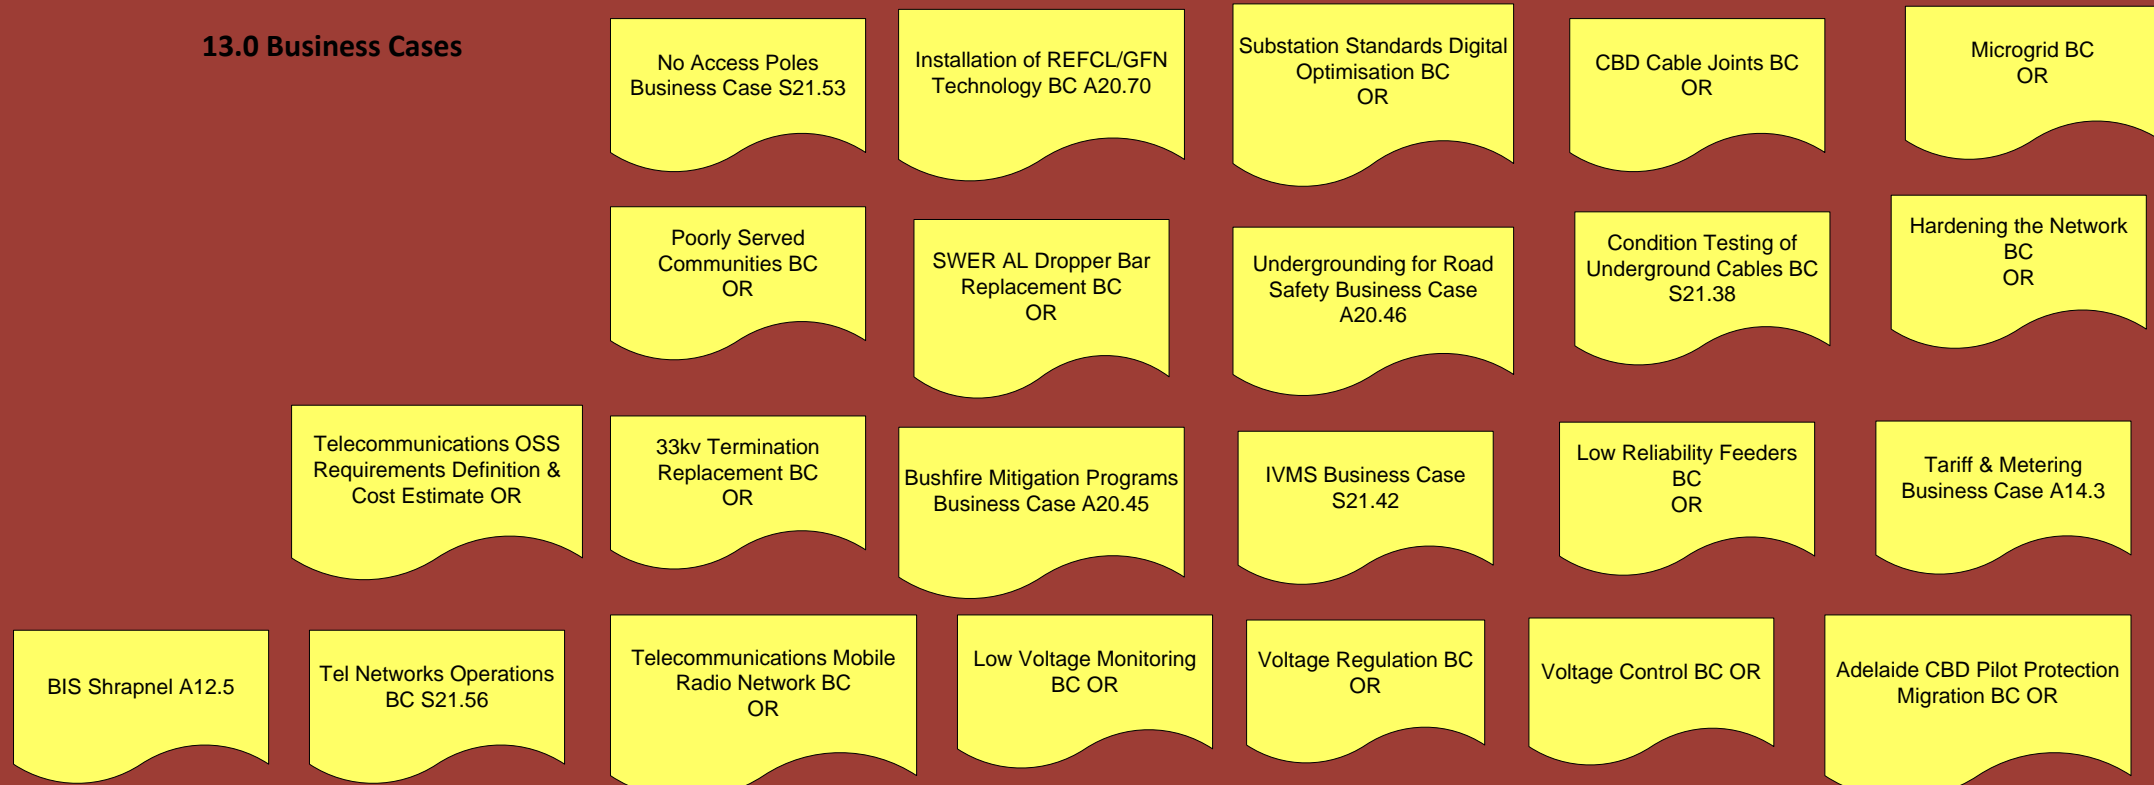 13.0 Business Cases
No Access Poles
Business Case S21.53
Installation of REFCL/GFN
Technology BC A20.70
Substation Standards Digital
Optimisation BC
OR
CBD Cable Joints BC
OR
Microgrid BC
OR
Poorly Served
Communities BC
OR
SWER AL Dropper Bar
Replacement BC
OR
Undergrounding for Road
Safety Business Case
A20.46
Condition Testing of
Underground Cables BC
S21.38
Hardening the Network
BC
OR
Telecommunications OSS
Requirements Definition &
Cost Estimate OR
33kv Termination
Replacement BC
OR
Bushfire Mitigation Programs
Business Case A20.45
IVMS Business Case
S21.42
Low Reliability Feeders
BC
OR
Tariff & Metering
Business Case A14.3
BIS Shrapnel A12.5
Tel Networks Operations
BC S21.56
Telecommunications Mobile
Radio Network BC
OR
Low Voltage Monitoring
BC OR
Voltage Regulation BC
OR
Voltage Control BC OR
Adelaide CBD Pilot Protection
Migration BC OR